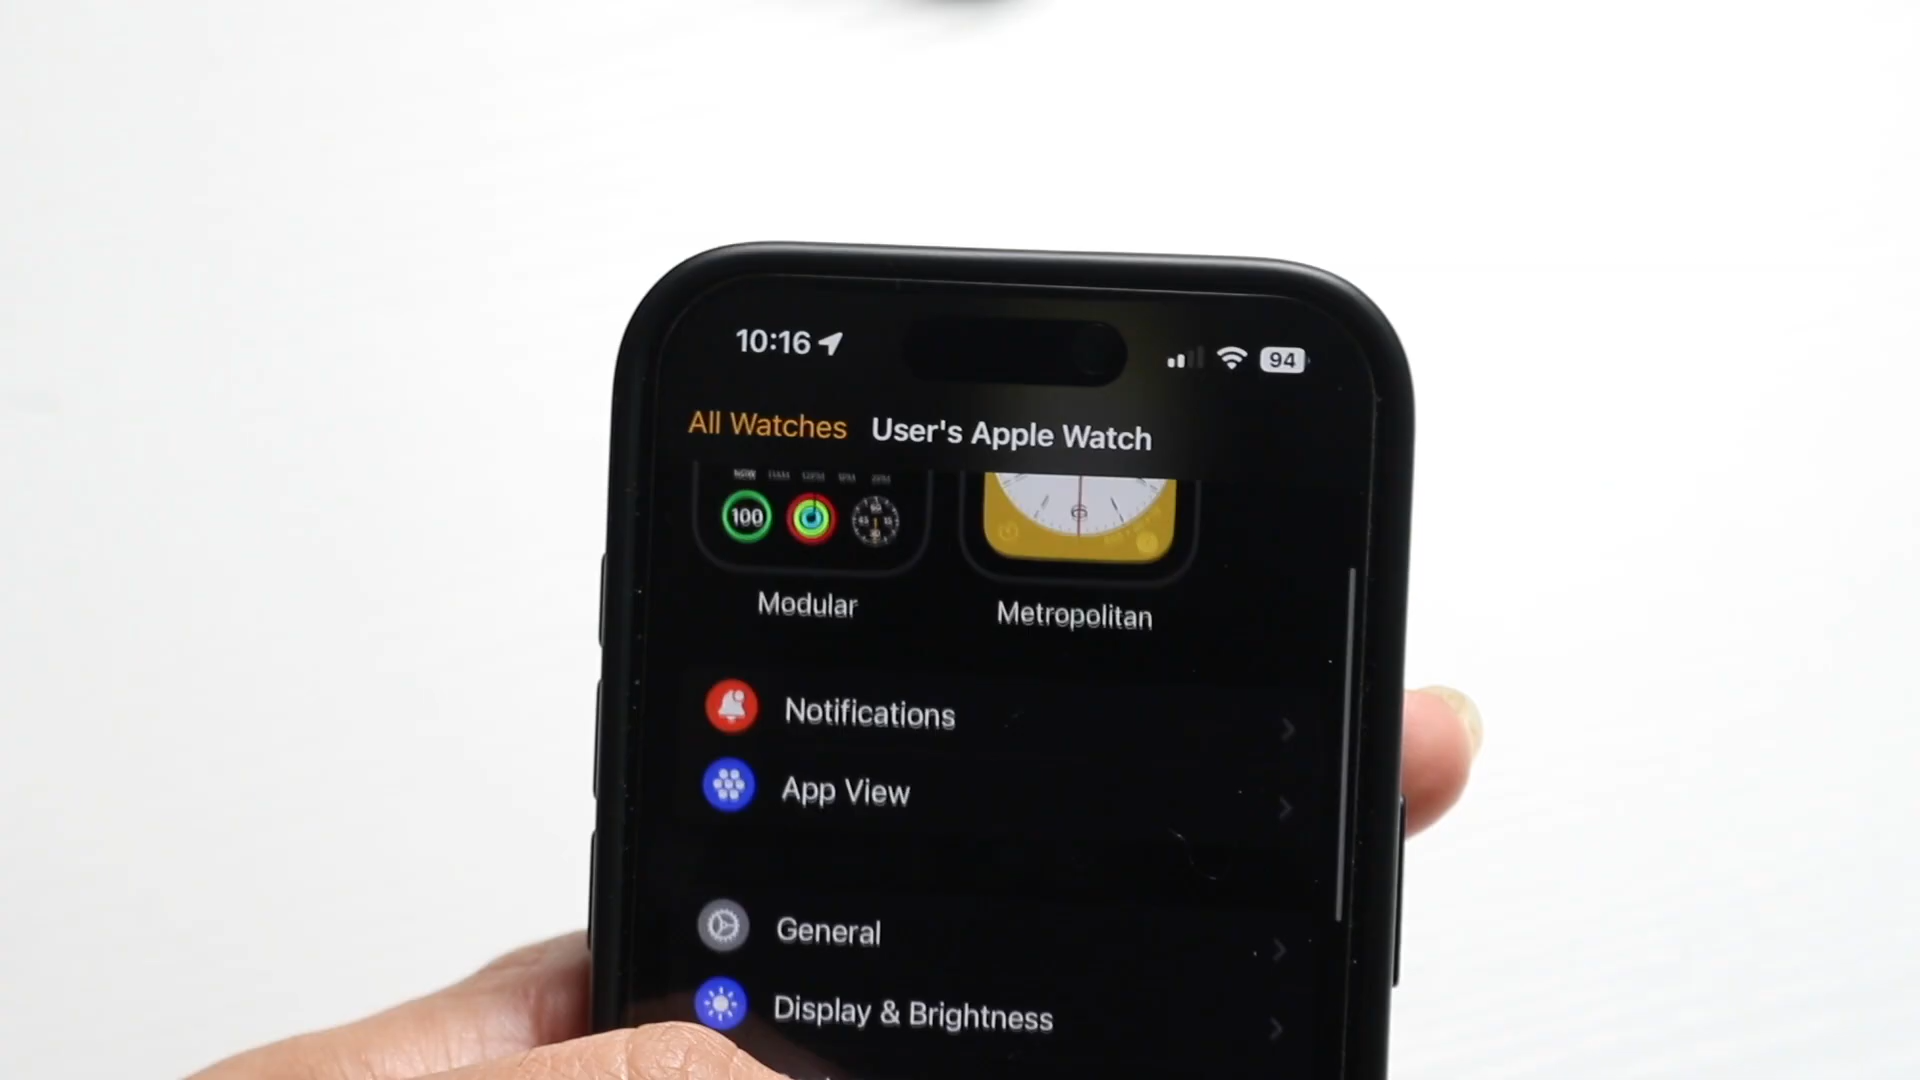 10:16
94
All Watches User's Apple Watch
100
Modular
Metropolitan
Notifications
App View
General
Display & Brightness